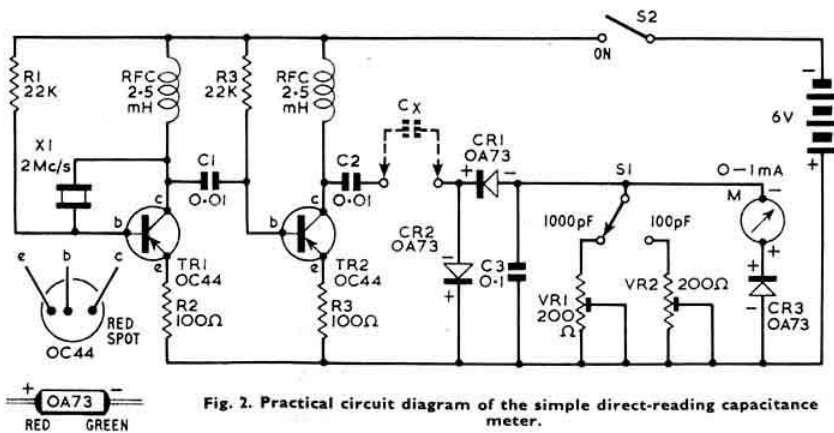 S2
ON
R1
22K
RFC
2·5
mH
R3
22K
RFC
2·5
mH
Cx
6V
-
+
X1
2Mc/s
C1
0·01
C2
0·01
CR1
OA73
+
-
S1
0-1mA
M
-
+
1000pF
100pF
c
b
e
TR1
OC44
c
b
e
TR2
OC44
CR2
OA73
-
+
C3
0·1
VR1
200
Ω
VR2
200Ω
+
-
CR3
OA73
R2
100Ω
R3
100Ω
e
b
c
RED
SPOT
OC44
+
OA73
-
RED
GREEN
Fig. 2. Practical circuit diagram of the simple direct-reading capacitance
meter.